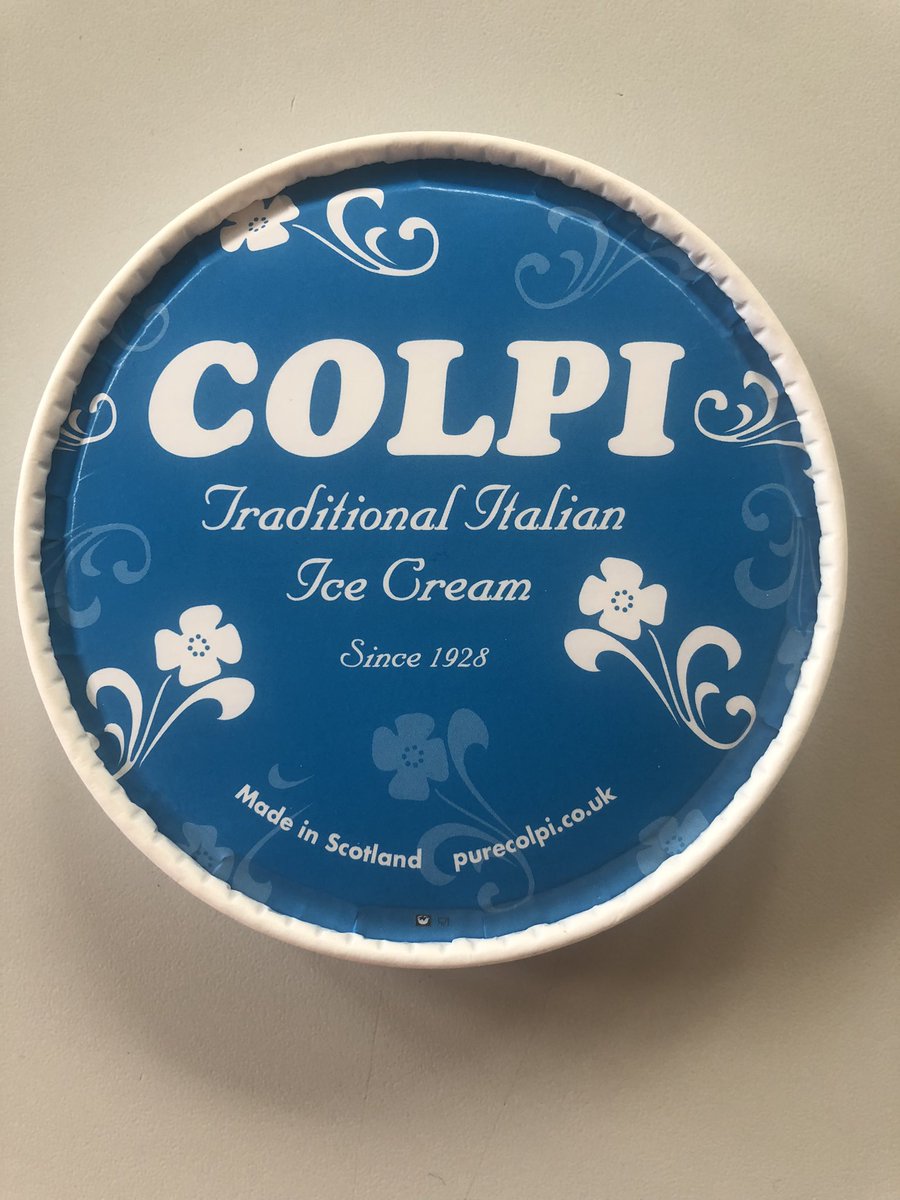 COLPI
Traditional Italian
Ice Cream
Since 1928
Made in Scotland purecolpi.co.uk